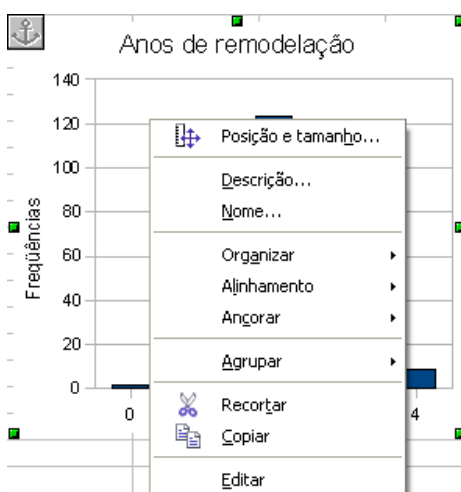 Anos de remodelação
140
120
100
80
60
40
20
0
Freqüências
0
4
Posição e tamanho...
Descrição...
Nome...
Organizar
Alinhamento
Ancorar
Agrupar
Recortar
Copiar
Editar